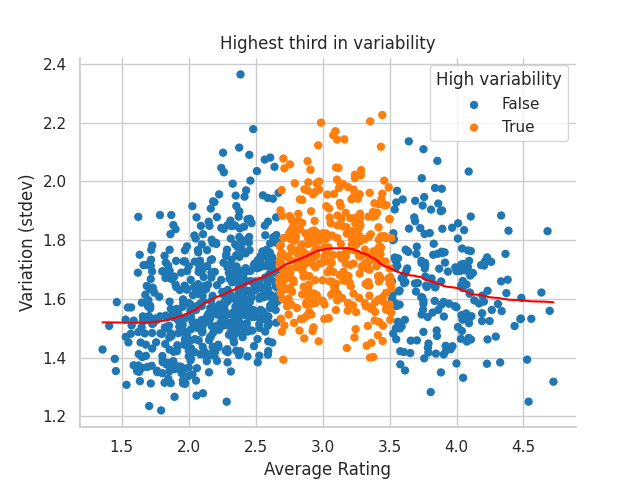 Highest third in variability
High variability
False
True
Variation (stdev)
2.4
2.2
2.0
1.8
1.6
1.4
1.2
1.5
2.0
2.5
3.0
3.5
4.0
4.5
Average Rating